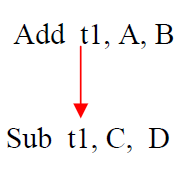 Add t1, A, B
Sub t1, C, D